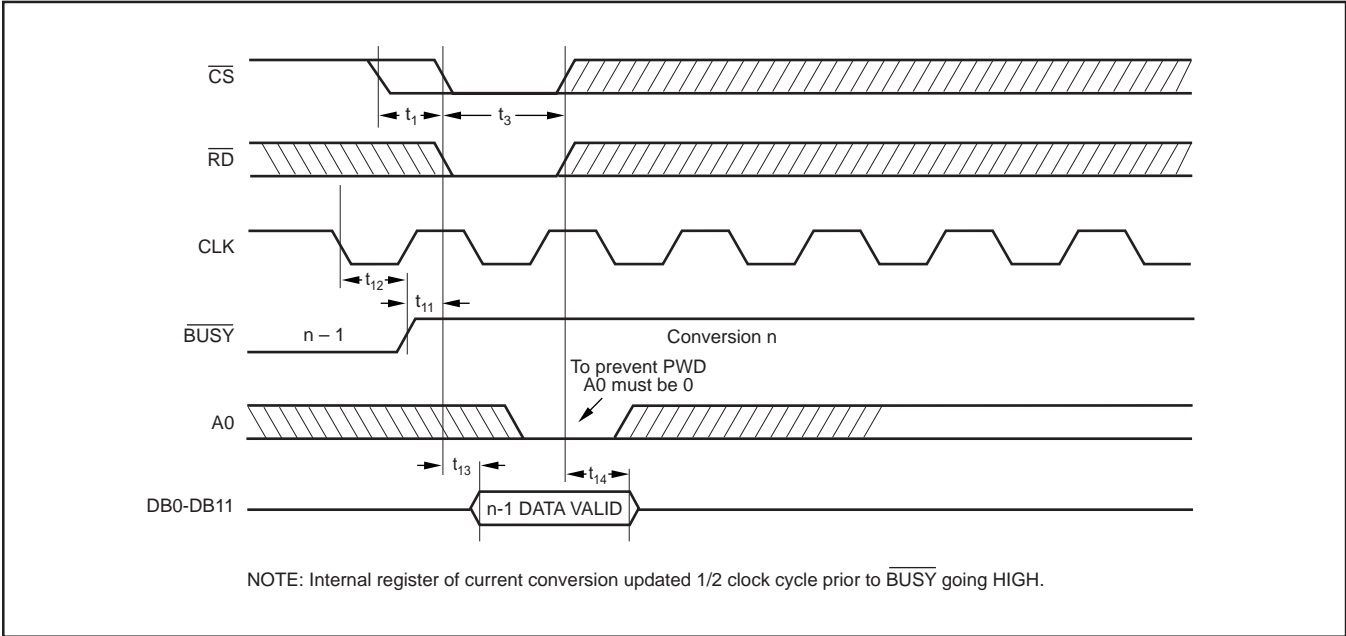 CS
t1
t3
RD
CLK
t12
t11
BUSY
n – 1
Conversion n
To prevent PWD
A0 must be 0
A0
t13
t14
DB0-DB11
n-1 DATA VALID
NOTE: Internal register of current conversion updated 1/2 clock cycle prior to BUSY going HIGH.